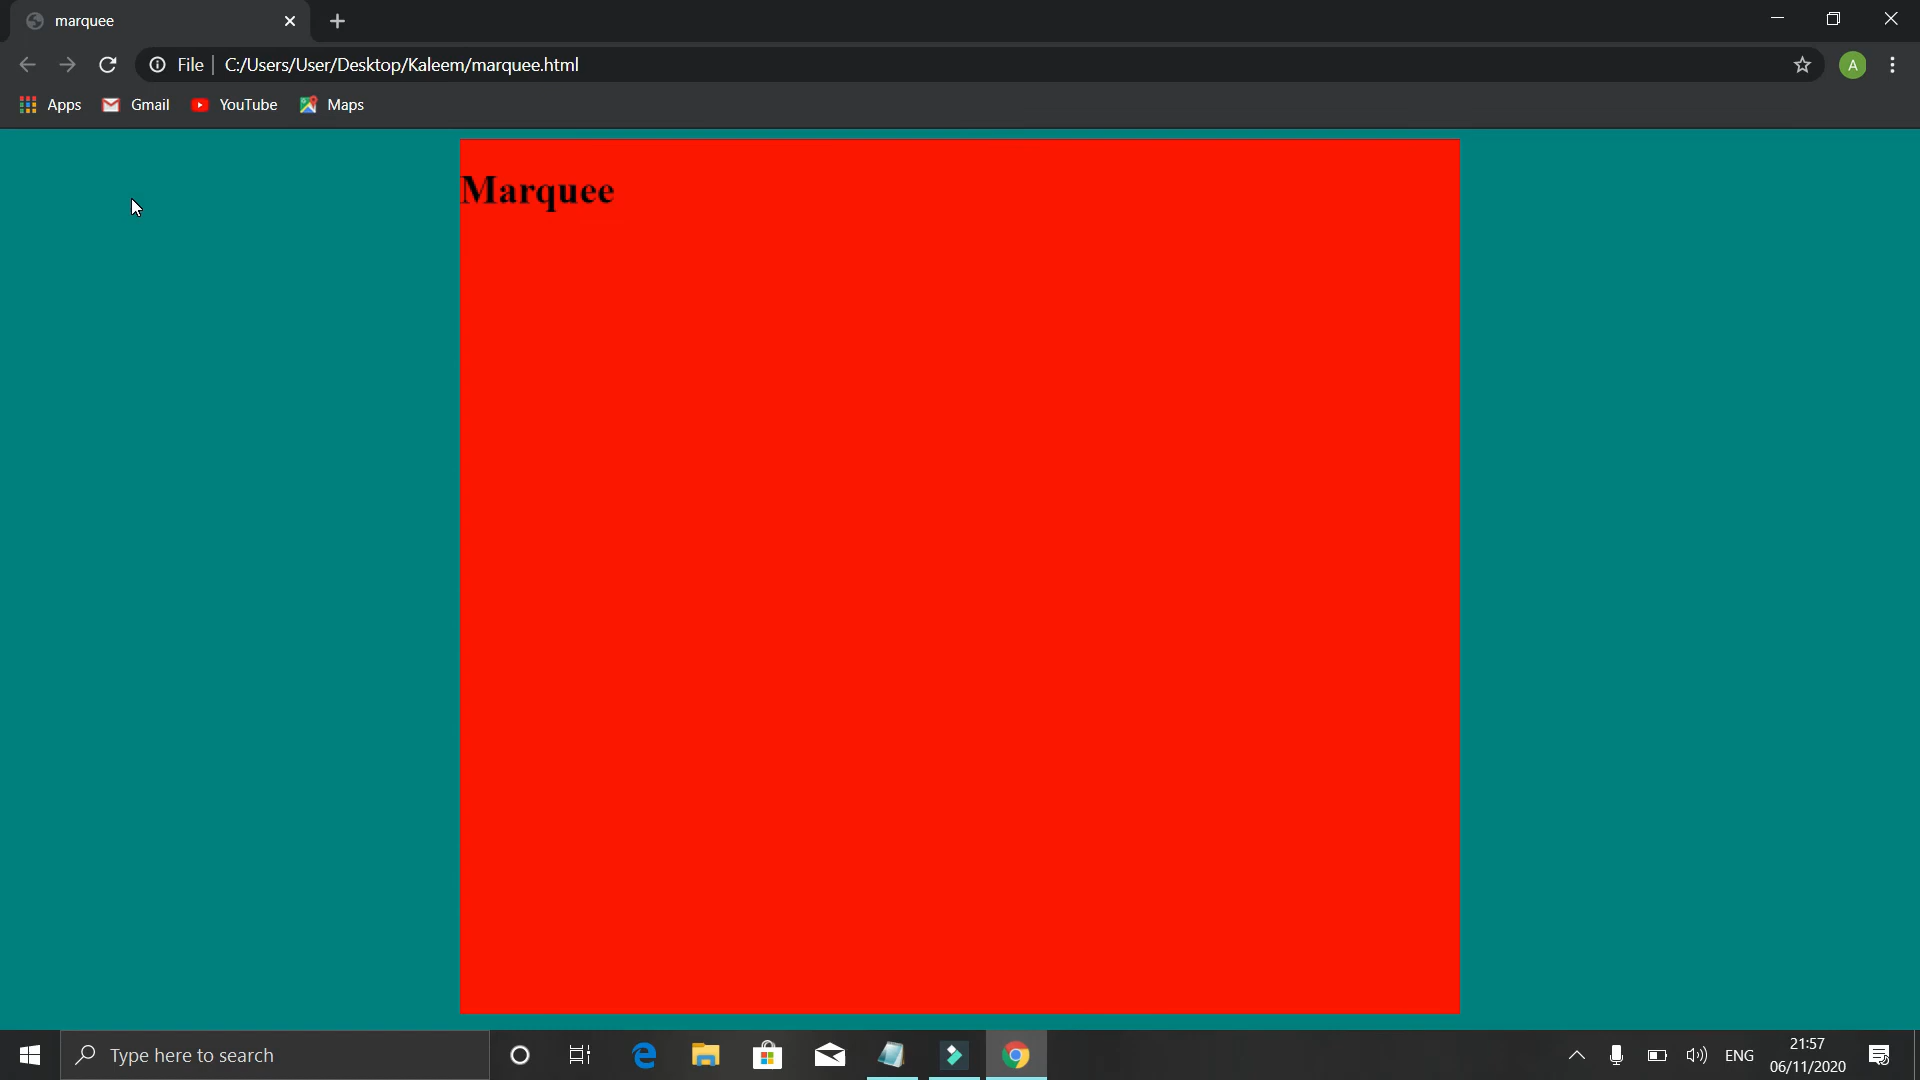 marquee
File C:/Users/User/Desktop/Kaleem/marquee.html
A
Apps Gmail YouTube Maps
Marquee
Type here to search
ENG
21:57
06/11/2020